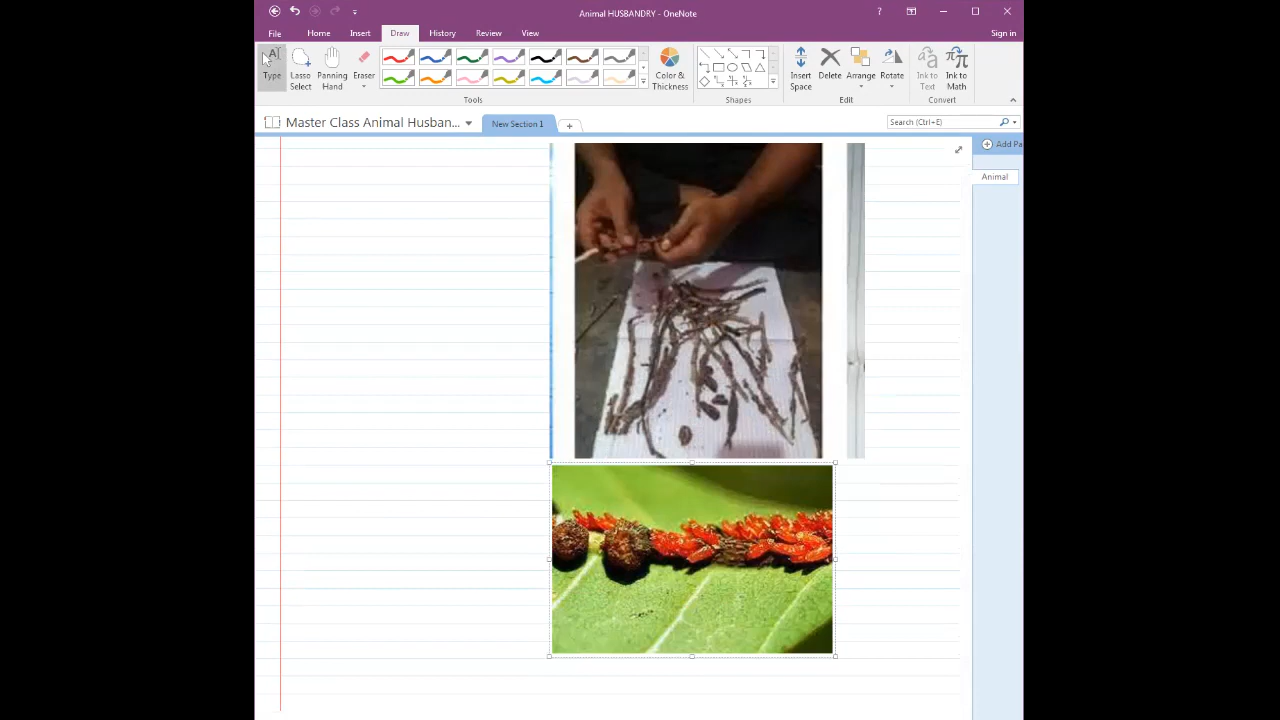 Animal HUSBANDRY - OneNote
?
File Home Insert Draw History Review View Sign in
Type
Lasso Select
Panning Hand
Eraser
Color & Thickness
Insert Space
Delete
Arrange
Rotate
Ink to Text
Ink to Math
Tools Shapes Edit Convert
Master Class Animal Husban... New Section 1 Search (Ctrl+E)
Add Pa
Animal